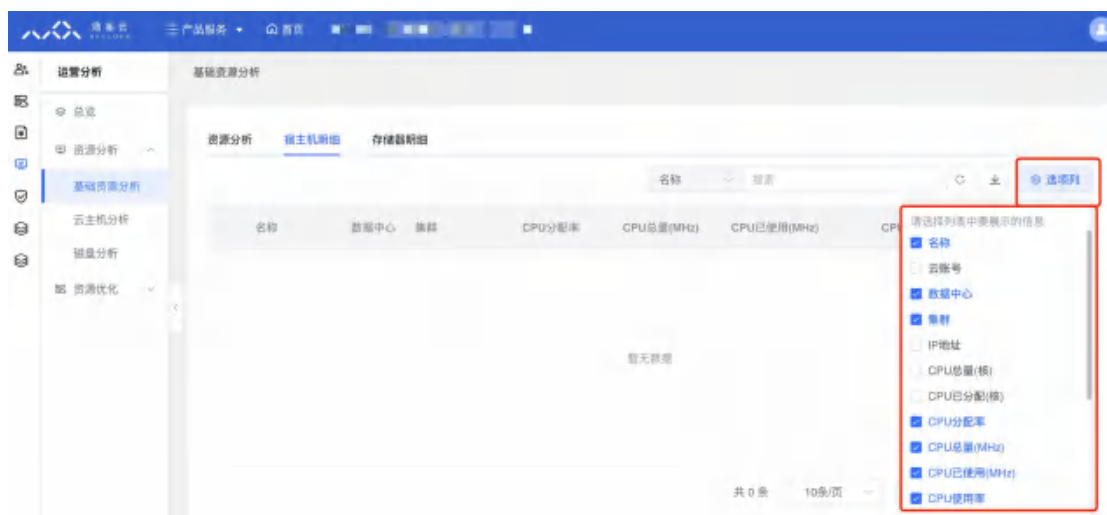 产品服务 首页
运营分析
基础资源分析
总览
资源分析
基础资源分析
云主机分析
磁盘分析
资源优化
资源分析 宿主机明细 存储器明细
名称 搜索 选项列
名称 数据中心 集群 CPU分配率 CPU总量(MHz) CPU已使用(MHz)
暂无数据
共 0 条 10条/页
请选择列表中要展示的信息
名称
云账号
数据中心
集群
IP地址
CPU总量(核)
CPU已分配(核)
CPU分配率
CPU总量(MHz)
CPU已使用(MHz)
CPU使用率